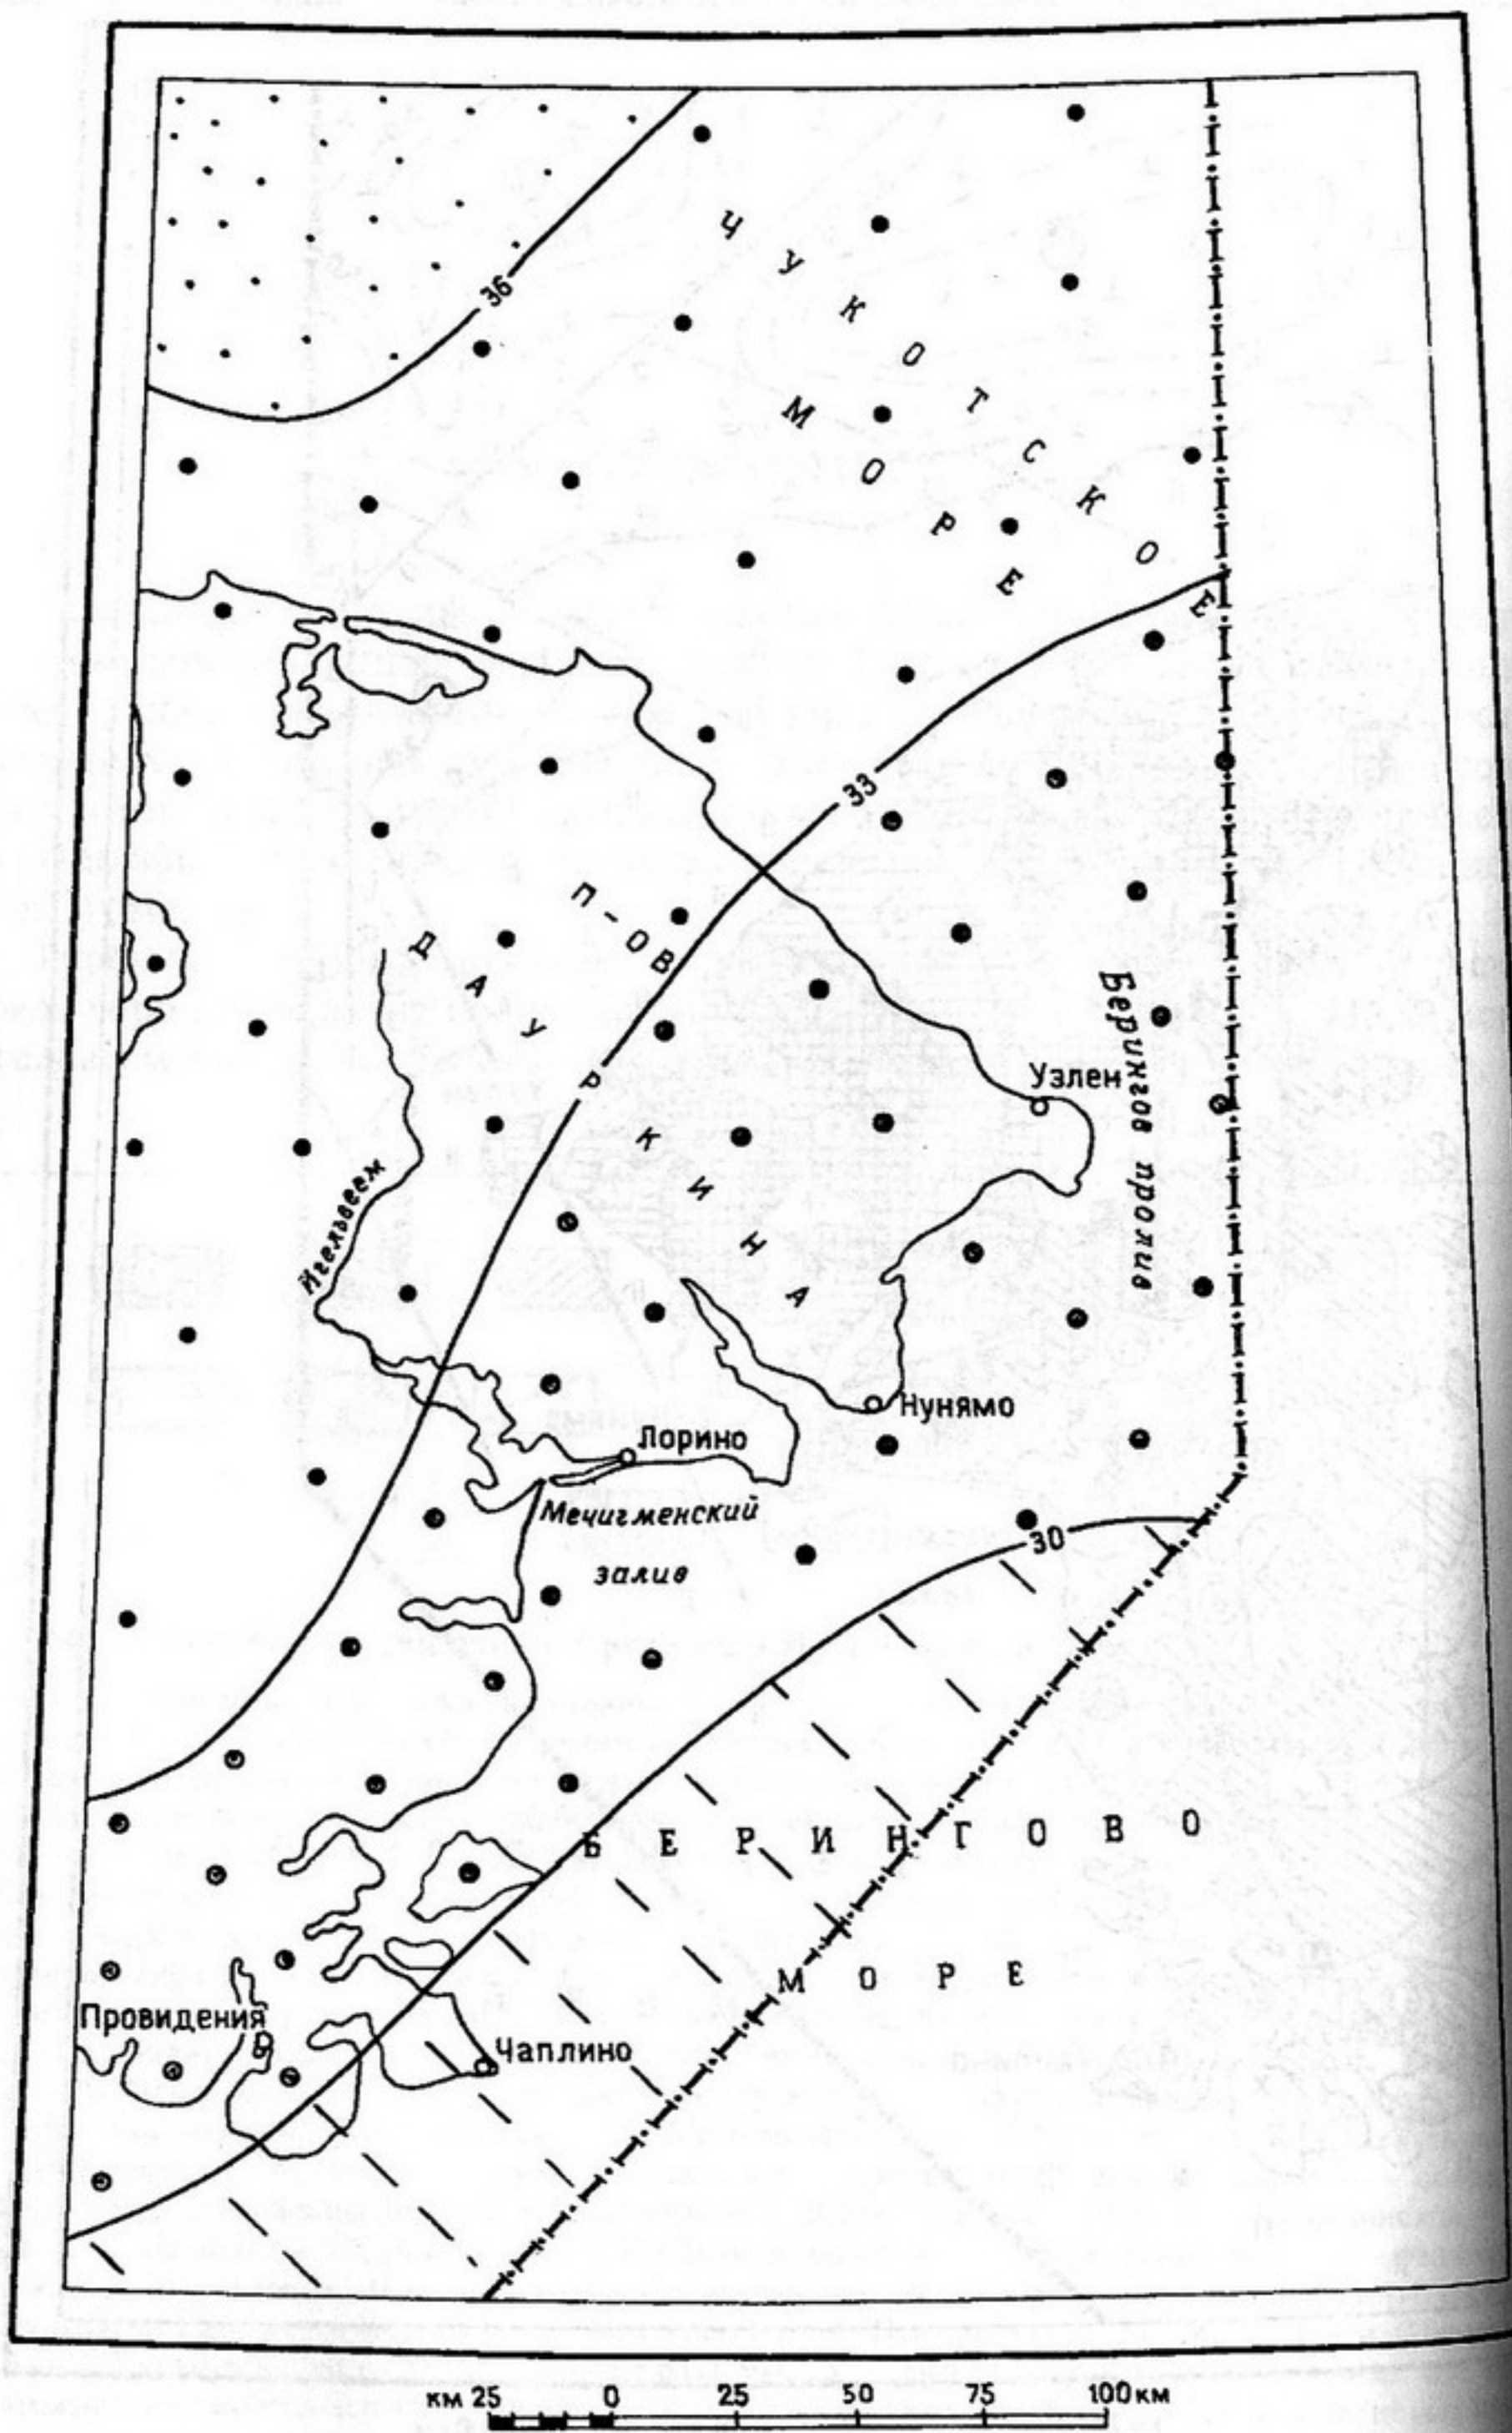 36
ЧУКОТСКОЕ
МОРЕ
33
П-ОВ
ДАУРКИНА
Берингов пролив
Узлен
Йгельвеем
Нунямо
Лорино
Мечигменский
залив
30
БЕРИНГОВО
МОРЕ
Провидения
Чаплино
км 25 0 25 50 75 100 км